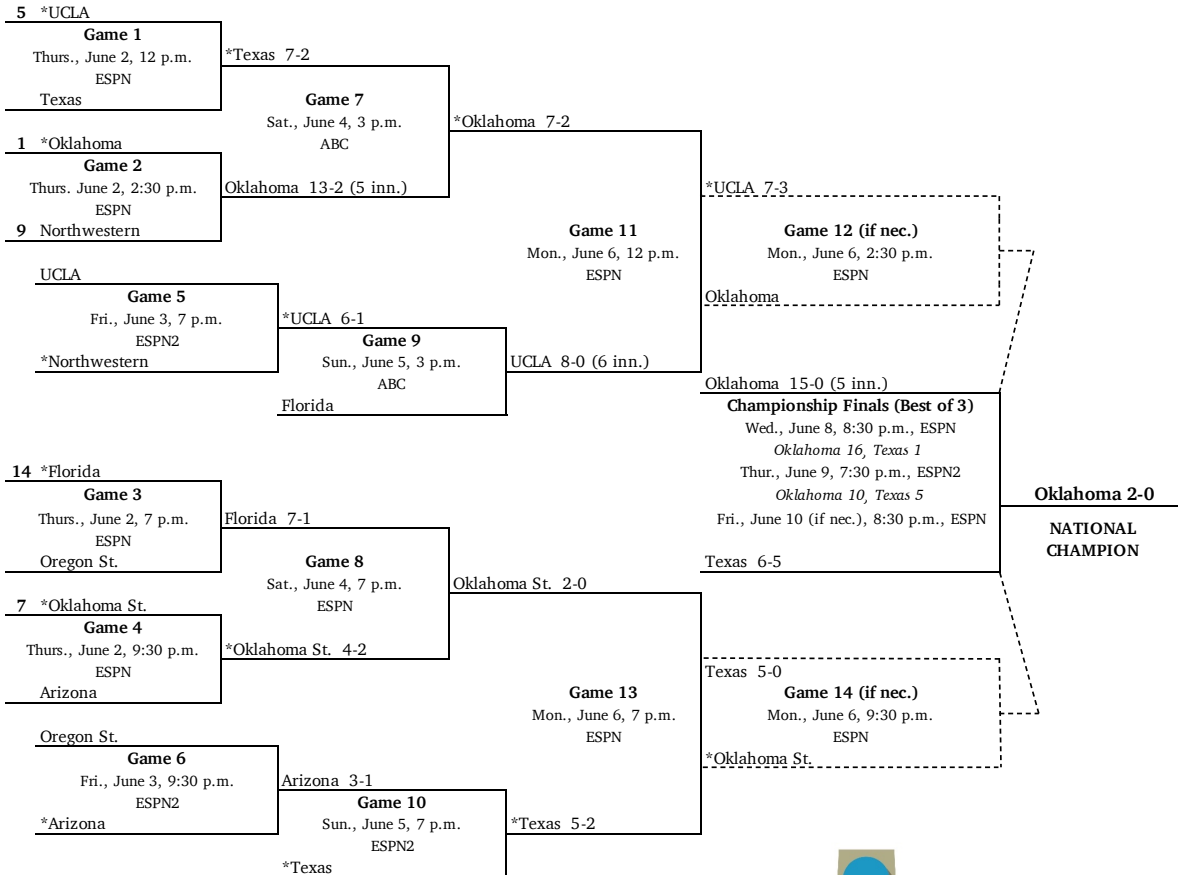 5 *UCLA
Game 1
Thurs., June 2, 12 p.m.
ESPN
Texas
*Texas 7-2
1 *Oklahoma
Game 2
Thurs. June 2, 2:30 p.m.
ESPN
9 Northwestern
Oklahoma 13-2 (5 inn.)
Game 7
Sat., June 4, 3 p.m.
ABC
*Oklahoma 7-2
UCLA
Game 5
Fri., June 3, 7 p.m.
ESPN2
*Northwestern
*UCLA 6-1
Game 9
Sun., June 5, 3 p.m.
ABC
Florida
UCLA 8-0 (6 inn.)
Game 11
Mon., June 6, 12 p.m.
ESPN
*UCLA 7-3
Game 12 (if nec.)
Mon., June 6, 2:30 p.m.
ESPN
Oklahoma
Oklahoma 15-0 (5 inn.)
Championship Finals (Best of 3)
Wed., June 8, 8:30 p.m., ESPN
Oklahoma 16, Texas 1
Thur., June 9, 7:30 p.m., ESPN2
Oklahoma 10, Texas 5
Fri., June 10 (if nec.), 8:30 p.m., ESPN
Texas 6-5
Oklahoma 2-0
NATIONAL
CHAMPION
14 *Florida
Game 3
Thurs., June 2, 7 p.m.
ESPN
Oregon St.
Florida 7-1
7 *Oklahoma St.
Game 4
Thurs., June 2, 9:30 p.m.
ESPN
Arizona
*Oklahoma St. 4-2
Game 8
Sat., June 4, 7 p.m.
ESPN
Oklahoma St. 2-0
Oregon St.
Game 6
Fri., June 3, 9:30 p.m.
ESPN2
*Arizona
Arizona 3-1
Game 10
Sun., June 5, 7 p.m.
ESPN2
*Texas
*Texas 5-2
Game 13
Mon., June 6, 7 p.m.
ESPN
Texas 5-0
Game 14 (if nec.)
Mon., June 6, 9:30 p.m.
ESPN
*Oklahoma St.